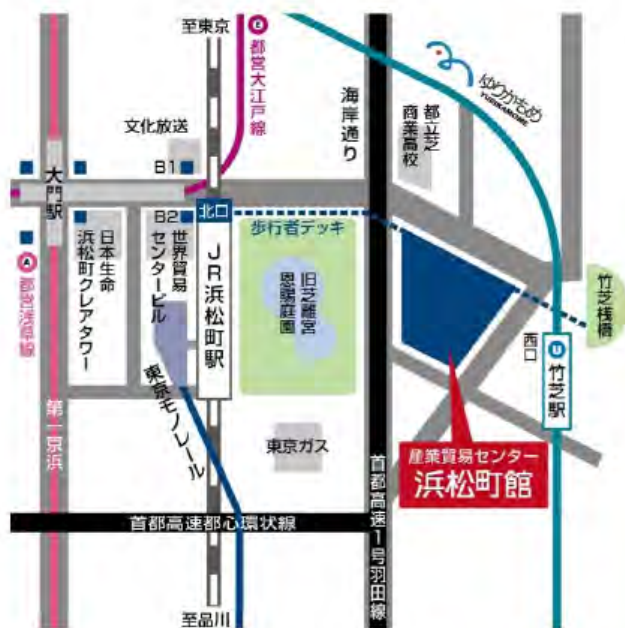 至東京
E
都営大江戸線
海岸通り
ゆりかもめ
YURIKAMOME
都立芝
商業高校
文化放送
B1
大門駅
B2
北口
歩行者デッキ
日本生命
浜松町クレアタワー
世界貿易
センタービル
JR浜松町駅
旧芝離宮
恩賜庭園
竹芝桟橋
A
都営浅草線
西口
U
竹芝駅
第一京浜
東京モノレール
東京ガス
産業貿易センター
浜松町館
首都高速都心環状線
首都高速1号羽田線
至品川